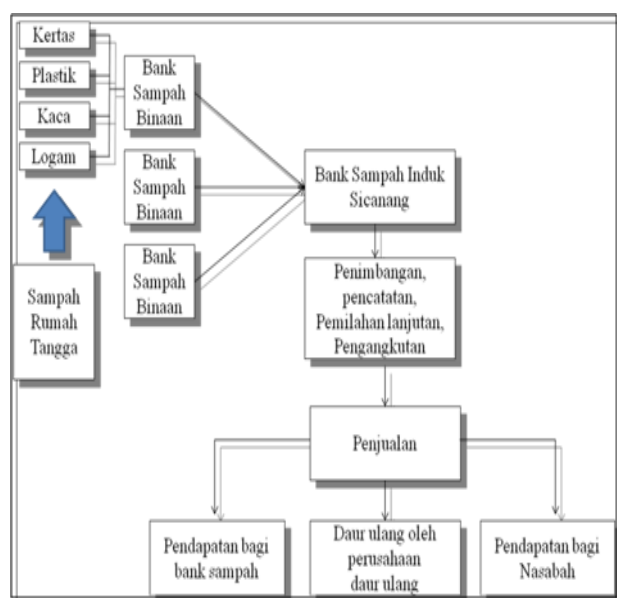 Kertas
Plastik
Kaca
Logam
Sampah
Rumah
Tangga
Bank
Sampah
Binaan
Bank
Sampah
Binaan
Bank
Sampah
Binaan
Bank Sampah Induk
Sicanang
Penimbangan,
pencatatan,
Pemilahan lanjutan,
Pengangkutan
Penjualan
Pendapatan bagi
bank sampah
Daur ulang oleh
perusahaan
daur ulang
Pendapatan bagi
Nasabah